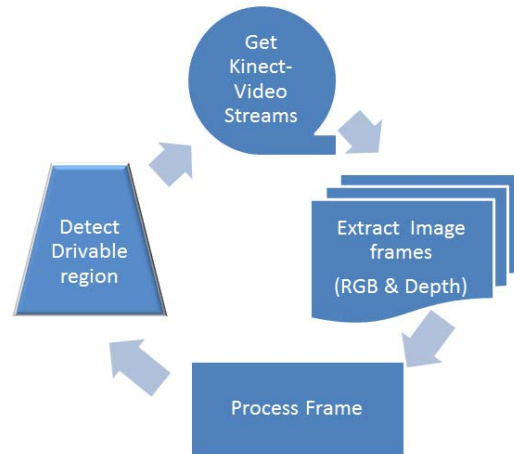 Get
Kinect-
Video
Streams
Extract Image
frames
(RGB & Depth)
Process Frame
Detect
Drivable
region